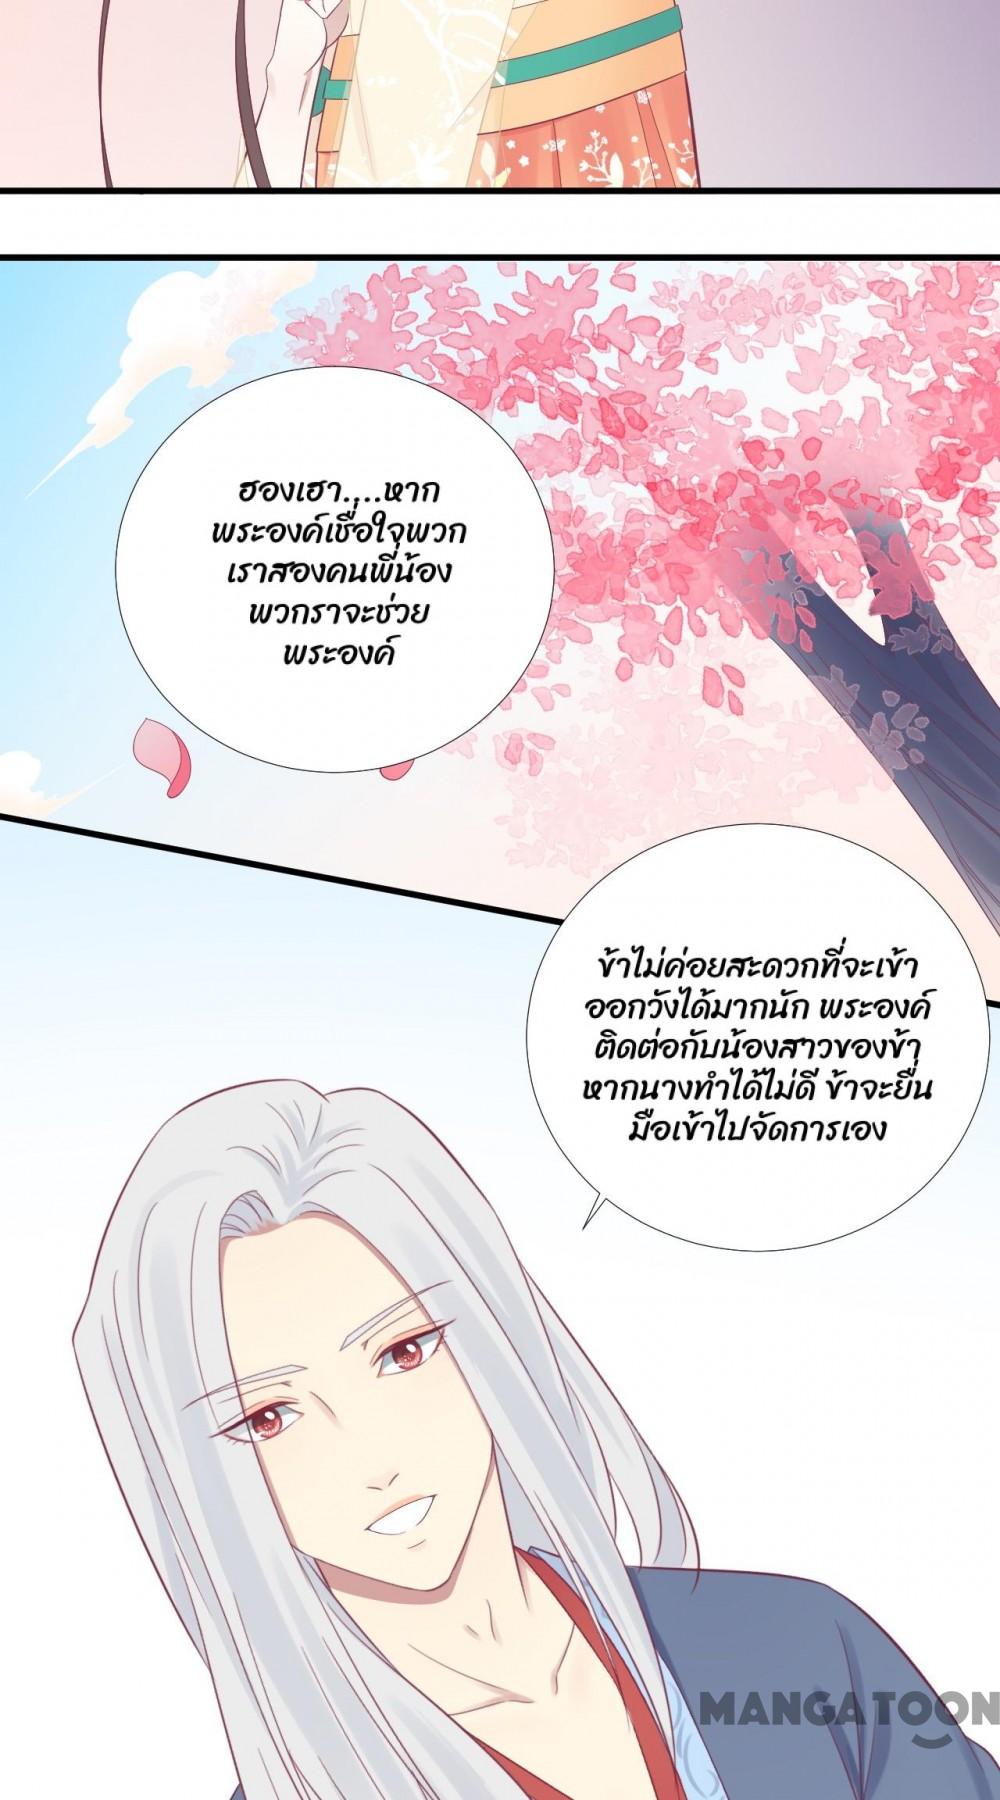 ฮองเฮา....หาก
พระองค์เชื่อใจพวก
เราสองคนพี่น้อง
พวกราจะช่วย
พระองค์
ข้าไม่ค่อยสะดวกที่จะเข้า
ออกวังได้มากนัก พระองค์
ติดต่อกับน้องสาวของข้า
หากนางทำได้ไม่ดี ข้าจะยื่น
มือเข้าไปจัดการเอง
MANGATOON